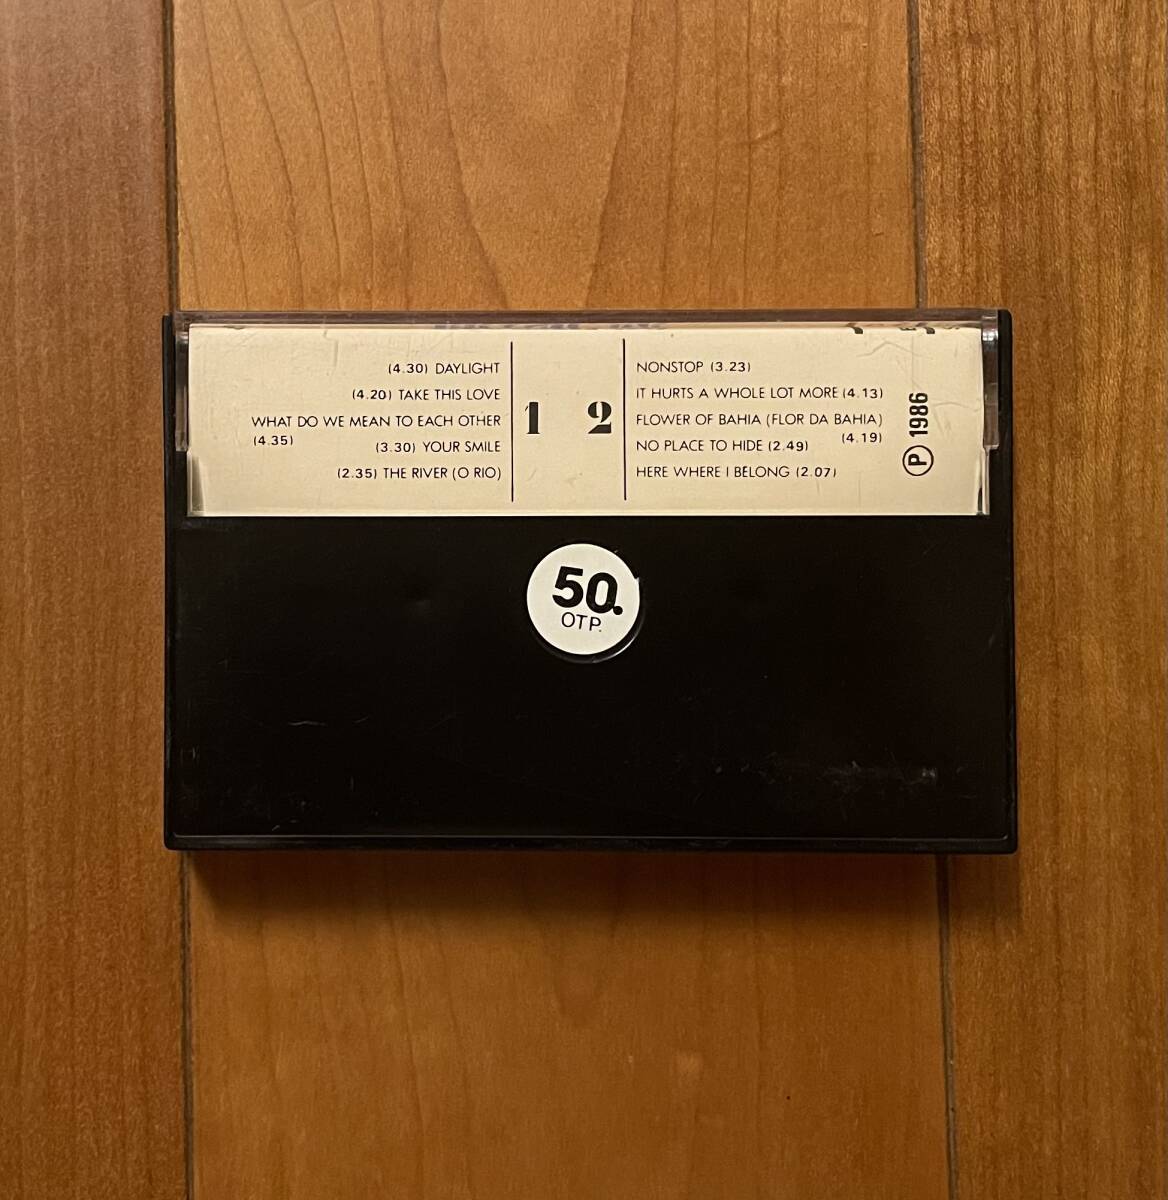 (4.30) DAYLIGHT
(4.20) TAKE THIS LOVE
WHAT DO WE MEAN TO EACH OTHER
(4.35)
(3.30) YOUR SMILE
(2.35) THE RIVER (O RIO)
1 2
NONSTOP (3.23)
IT HURTS A WHOLE LOT MORE (4.13)
FLOWER OF BAHIA (FLOR DA BAHIA)
(4.19)
NO PLACE TO HIDE (2.49)
HERE WHERE I BELONG (2.07)
Ⓟ 1986
50.
OTP.